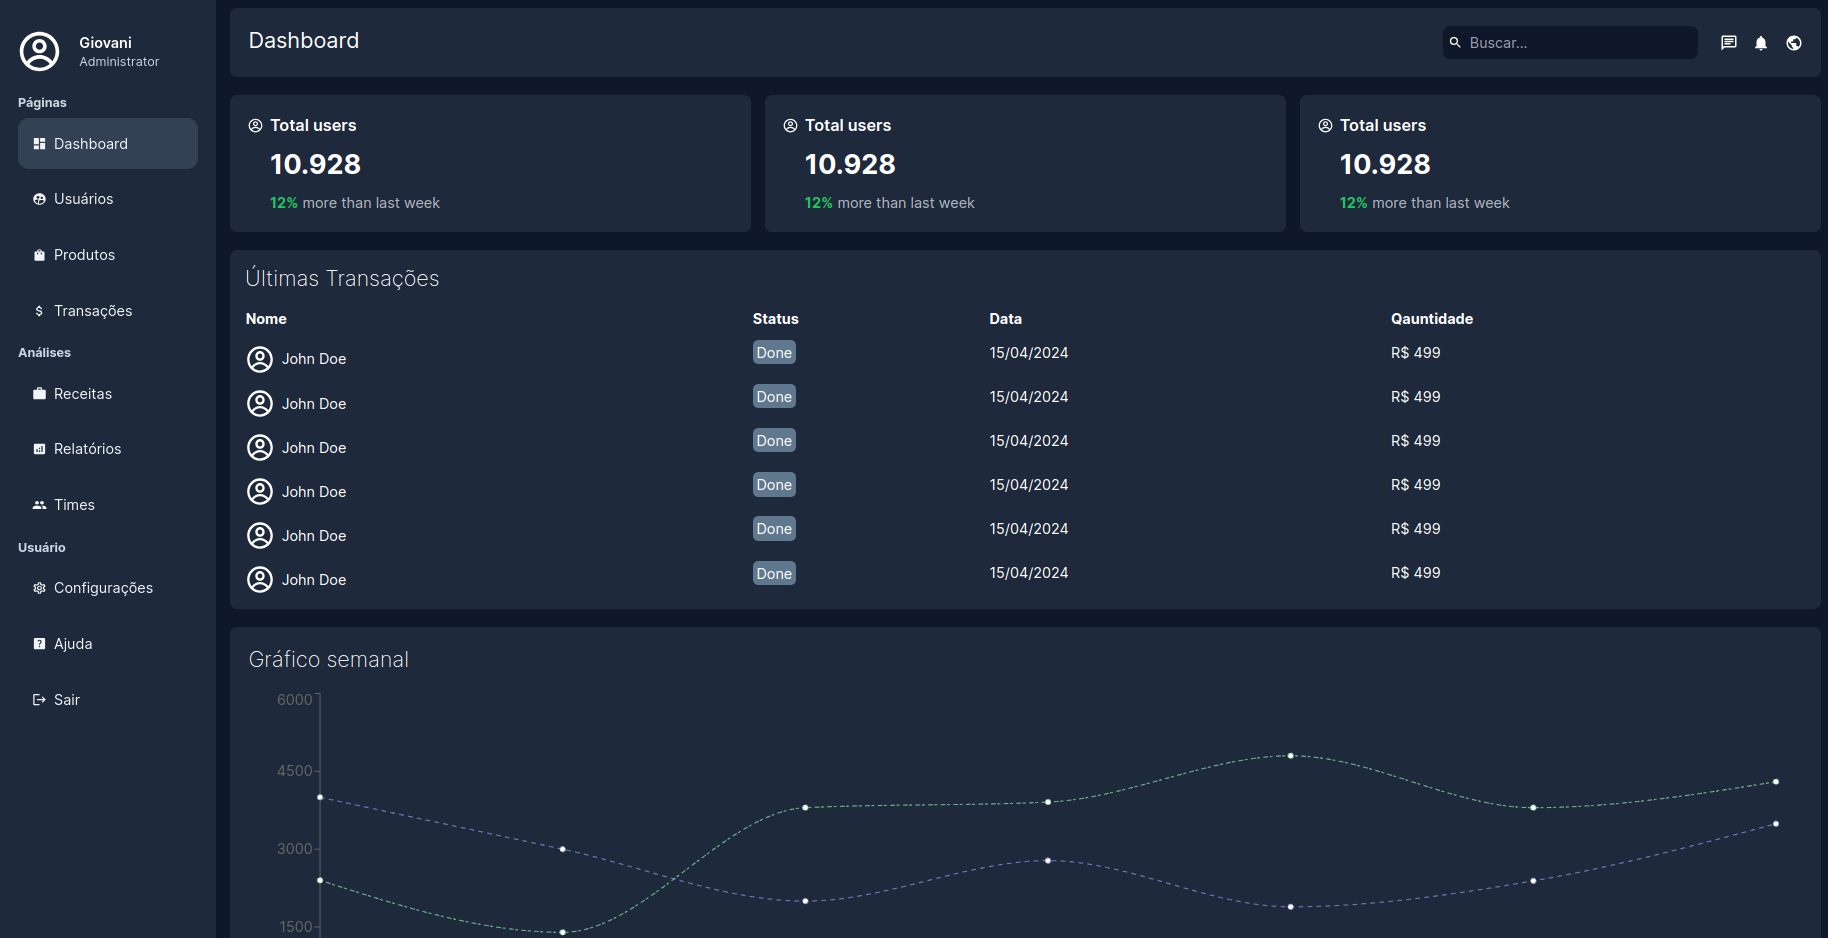 Giovani
Administrator
Páginas
Dashboard
Usuários
Produtos
Transações
Análises
Receitas
Relatórios
Times
Usuário
Configurações
Ajuda
Sair
Dashboard
Buscar...
Total users
10.928
12% more than last week
Total users
10.928
12% more than last week
Total users
10.928
12% more than last week
Últimas Transações
Nome Status Data Qauntidade
John Doe Done 15/04/2024 R$ 499
John Doe Done 15/04/2024 R$ 499
John Doe Done 15/04/2024 R$ 499
John Doe Done 15/04/2024 R$ 499
John Doe Done 15/04/2024 R$ 499
John Doe Done 15/04/2024 R$ 499
Gráfico semanal
6000
4500
3000
1500